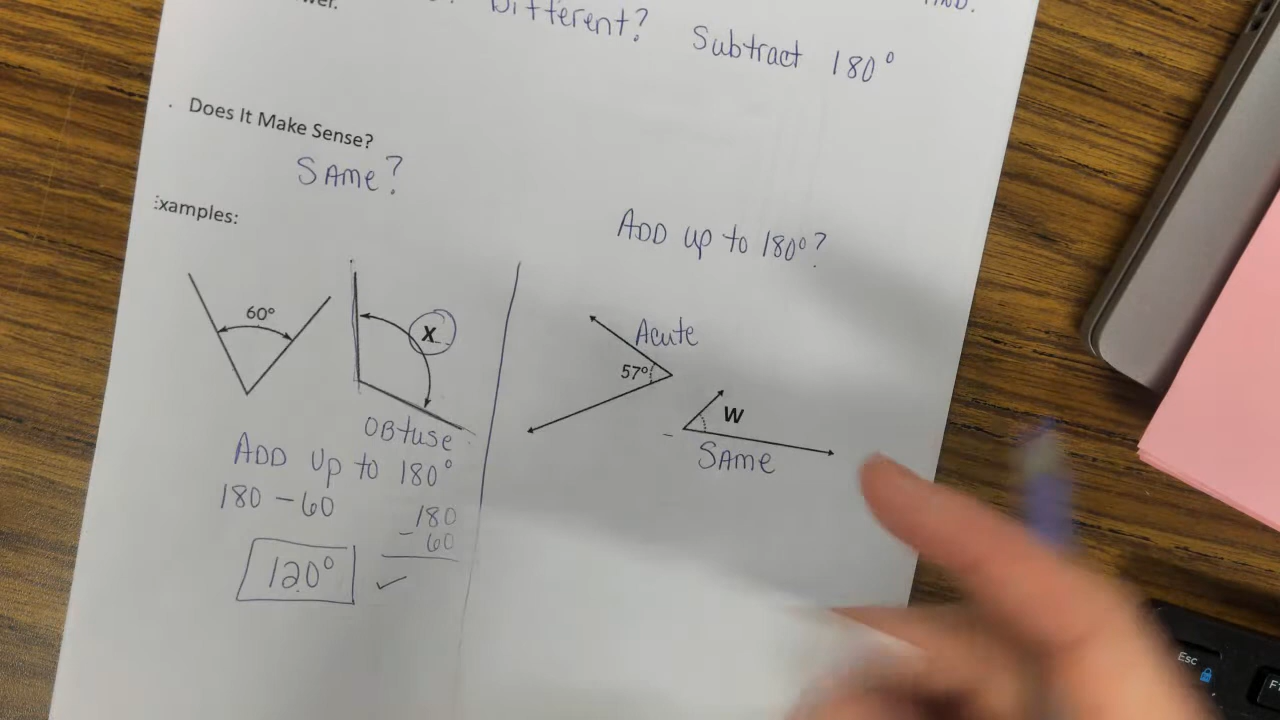 Different? Subtract 180°
Does It Make Sense?
SAMe?
xamples:
ADD up to 180°?
60°
X
Acute
57°
W
OBtuse
SAMe
ADD Up to 180°
180 - 60
180
- 60
120°
Esc